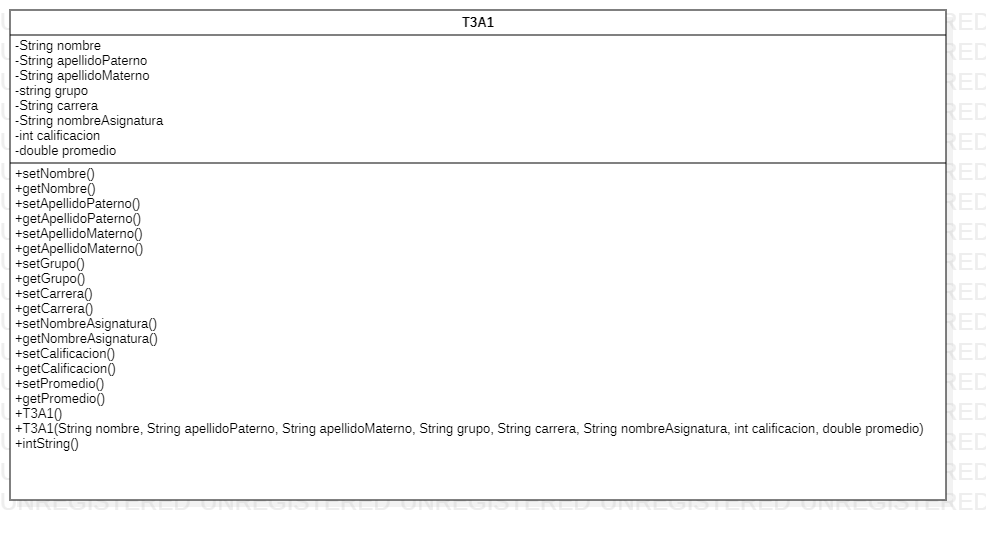 T3A1
-String nombre
-String apellidoPaterno
-String apellidoMaterno
-string grupo
-String carrera
-String nombreAsignatura
-int calificacion
-double promedio
+setNombre()
+getNombre()
+setApellidoPaterno()
+getApellidoPaterno()
+setApellidoMaterno()
+getApellidoMaterno()
+setGrupo()
+getGrupo()
+setCarrera()
+getCarrera()
+setNombreAsignatura()
+getNombreAsignatura()
+setCalificacion()
+getCalificacion()
+setPromedio()
+getPromedio()
+T3A1()
+T3A1(String nombre, String apellidoPaterno, String apellidoMaterno, String grupo, String carrera, String nombreAsignatura, int calificacion, double promedio)
+intString()
UNREGISTERED UNREGISTERED UNREGISTERED UNREGISTERED UNREGISTERED